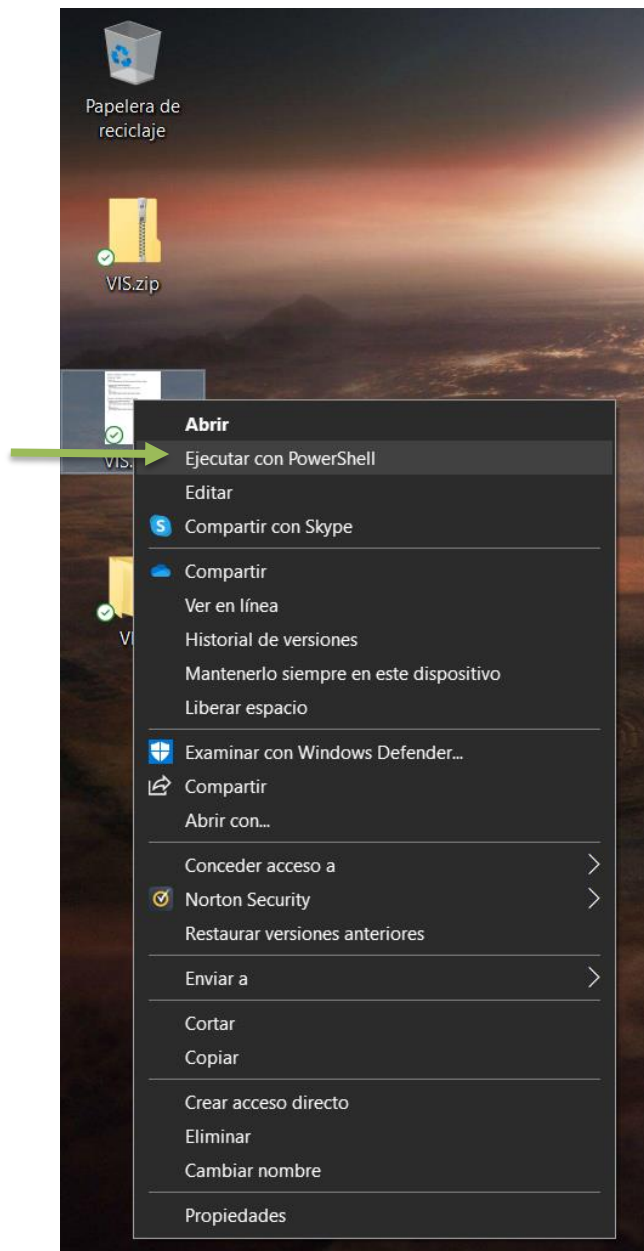 Papelera de
reciclaje
VIS.zip
VIS.
Abrir
Ejecutar con PowerShell
Editar
Compartir con Skype
Compartir
Ver en línea
Historial de versiones
Mantenerlo siempre en este dispositivo
Liberar espacio
Examinar con Windows Defender...
Compartir
Abrir con...
Conceder acceso a
Norton Security
Restaurar versiones anteriores
Enviar a
Cortar
Copiar
Crear acceso directo
Eliminar
Cambiar nombre
Propiedades